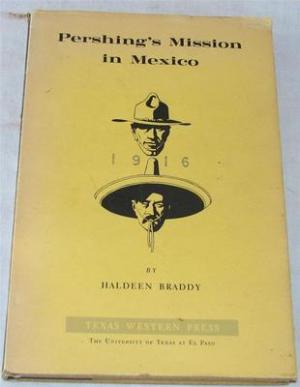 Pershing's Mission
in Mexico
1916
BY
HALDEEN BRADDY
TEXAS WESTERN PRESS
THE UNIVERSITY OF TEXAS AT EL PASO